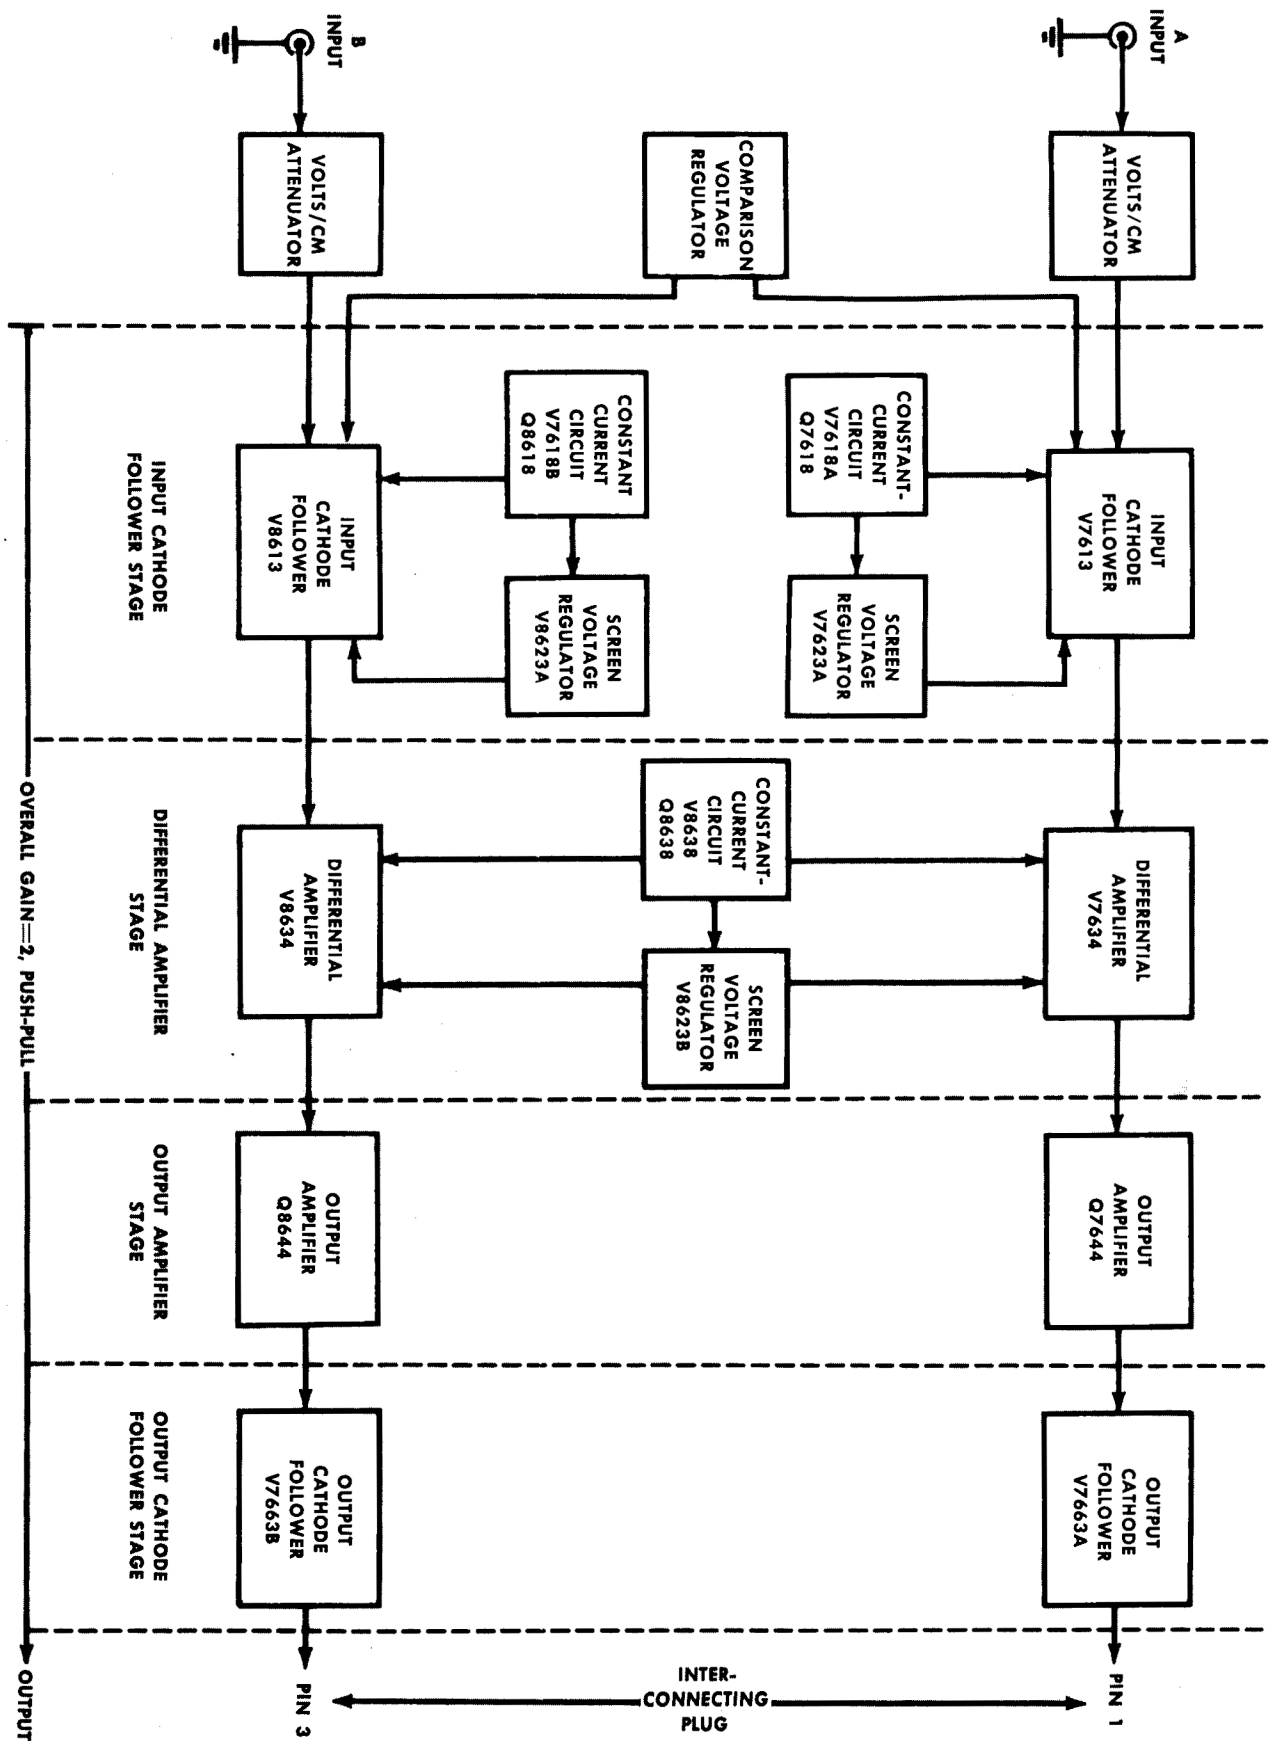 A
INPUT
VOLTS/CM
ATTENUATOR
INPUT
CATHODE
FOLLOWER
V7613
DIFFERENTIAL
AMPLIFIER
V7634
OUTPUT
AMPLIFIER
Q7644
OUTPUT
CATHODE
FOLLOWER
V7663A
PIN 1
CONSTANT-
CURRENT
CIRCUIT
V7618A
Q7618
SCREEN
VOLTAGE
REGULATOR
V7623A
COMPARISON
VOLTAGE
REGULATOR
CONSTANT-
CURRENT
CIRCUIT
V8638
Q8638
SCREEN
VOLTAGE
REGULATOR
V8623B
INTER-
CONNECTING
PLUG
CONSTANT
CURRENT
CIRCUIT
V7618B
Q8618
SCREEN
VOLTAGE
REGULATOR
V8623A
B
INPUT
VOLTS/CM
ATTENUATOR
INPUT
CATHODE
FOLLOWER
V8613
DIFFERENTIAL
AMPLIFIER
V8634
OUTPUT
AMPLIFIER
Q8644
OUTPUT
CATHODE
FOLLOWER
V7663B
PIN 3
INPUT CATHODE
FOLLOWER STAGE
DIFFERENTIAL AMPLIFIER
STAGE
OUTPUT AMPLIFIER
STAGE
OUTPUT CATHODE
FOLLOWER STAGE
OVERALL GAIN=2, PUSH-PULL
OUTPUT